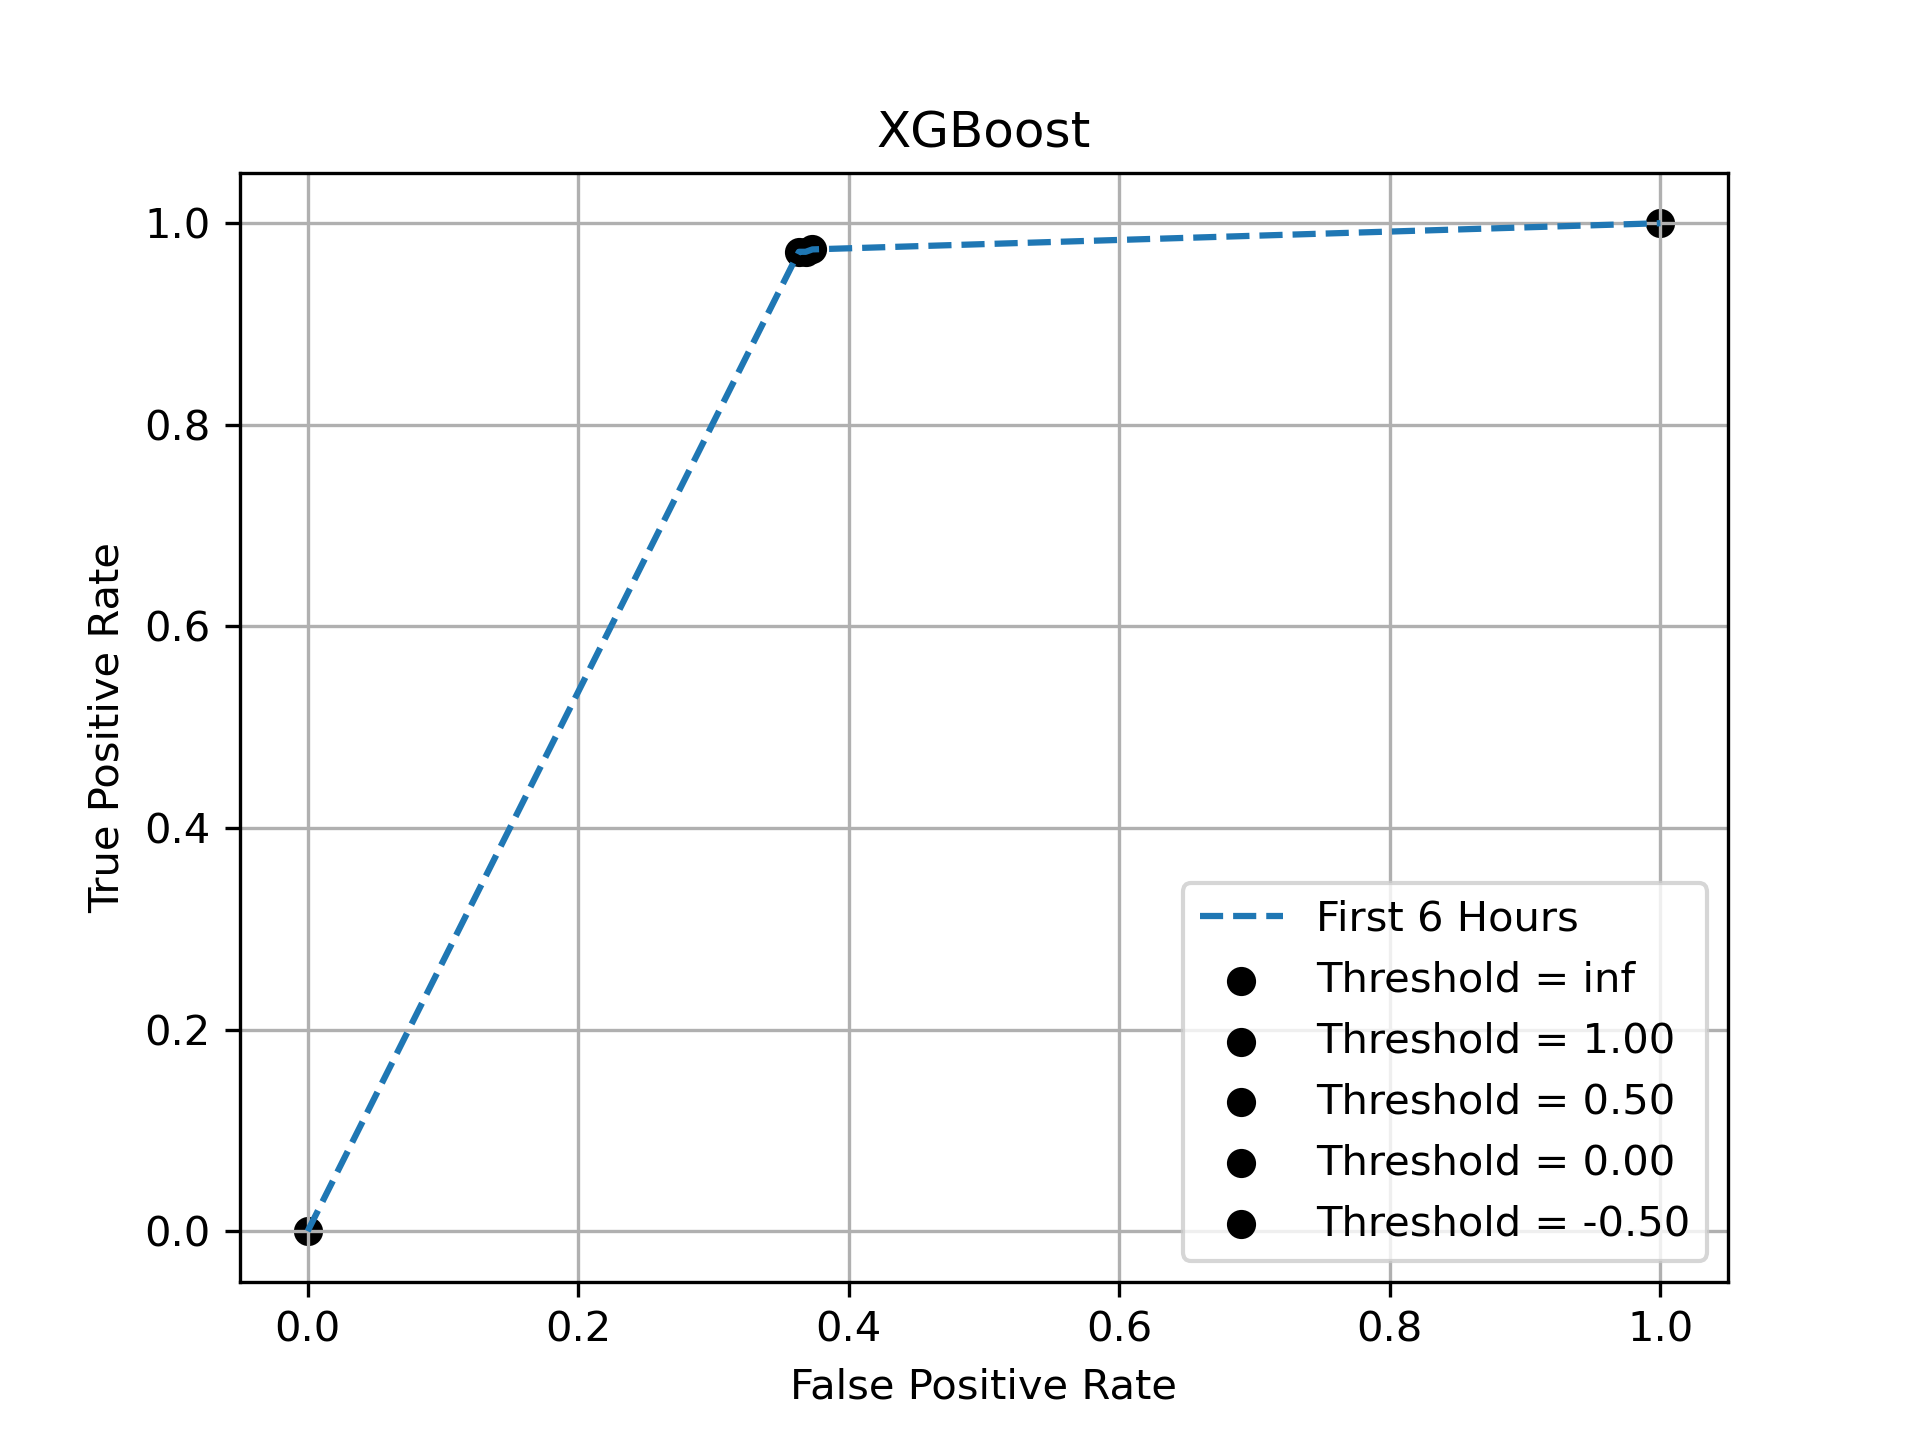 XGBoost
1.0
0.8
0.6
0.4
0.2
0.0
True Positive Rate
First 6 Hours
Threshold = inf
Threshold = 1.00
Threshold = 0.50
Threshold = 0.00
Threshold = -0.50
0.0 0.2 0.4 0.6 0.8 1.0
False Positive Rate